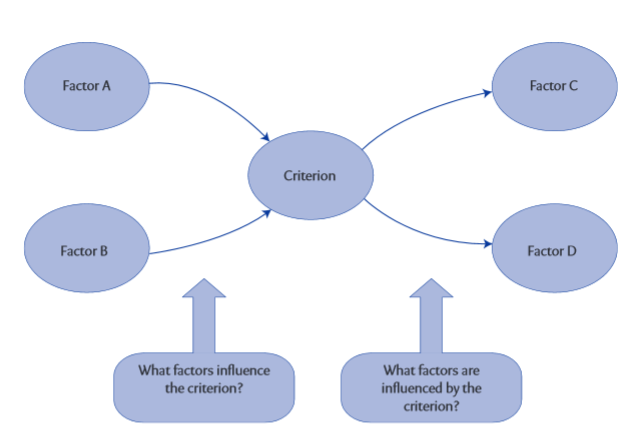 Factor A
Factor C
Criterion
Factor B
Factor D
What factors influence
the criterion?
What factors are
influenced by the
criterion?